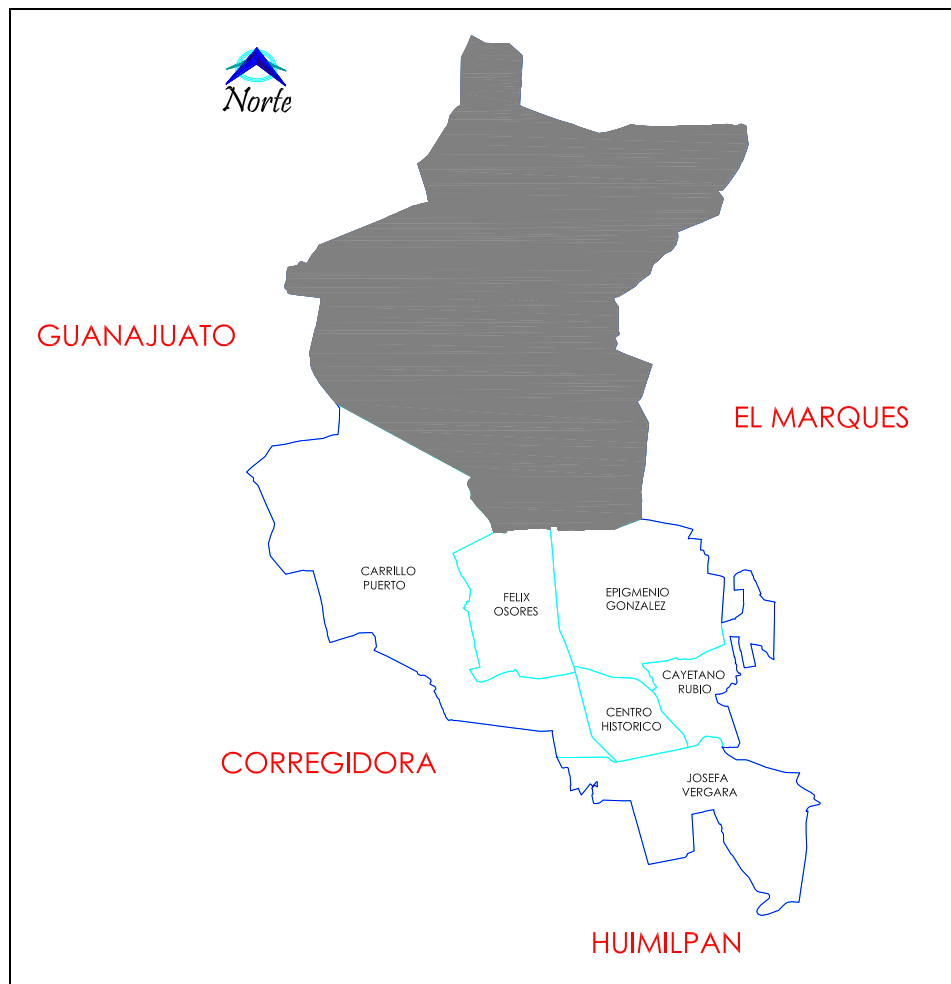 Norte
GUANAJUATO
EL MARQUES
CARRILLO
PUERTO
FELIX
OSORES
EPIGMENIO
GONZALEZ
CAYETANO
RUBIO
CENTRO
HISTORICO
CORREGIDORA
JOSEFA
VERGARA
HUIMILPAN